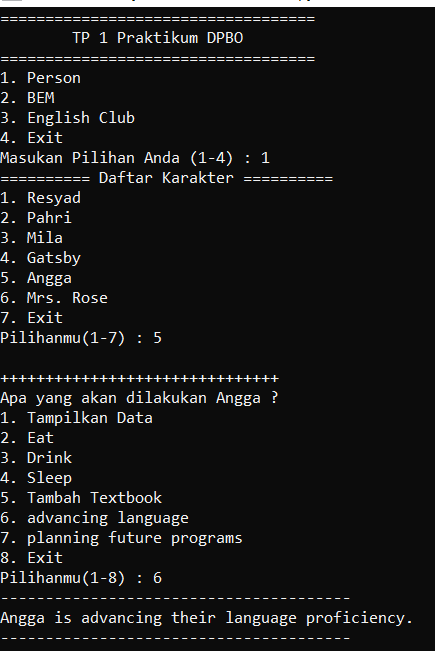 ===================================
TP 1 Praktikum DPBO
===================================
1. Person
2. BEM
3. English Club
4. Exit
Masukan Pilihan Anda (1-4) : 1
========== Daftar Karakter ==========
1. Resyad
2. Pahri
3. Mila
4. Gatsby
5. Angga
6. Mrs. Rose
7. Exit
Pilihanmu(1-7) : 5
+++++++++++++++++++++++++++++++
Apa yang akan dilakukan Angga ?
1. Tampilkan Data
2. Eat
3. Drink
4. Sleep
5. Tambah Textbook
6. advancing language
7. planning future programs
8. Exit
Pilihanmu(1-8) : 6
---------------------------------------
Angga is advancing their language proficiency.
---------------------------------------